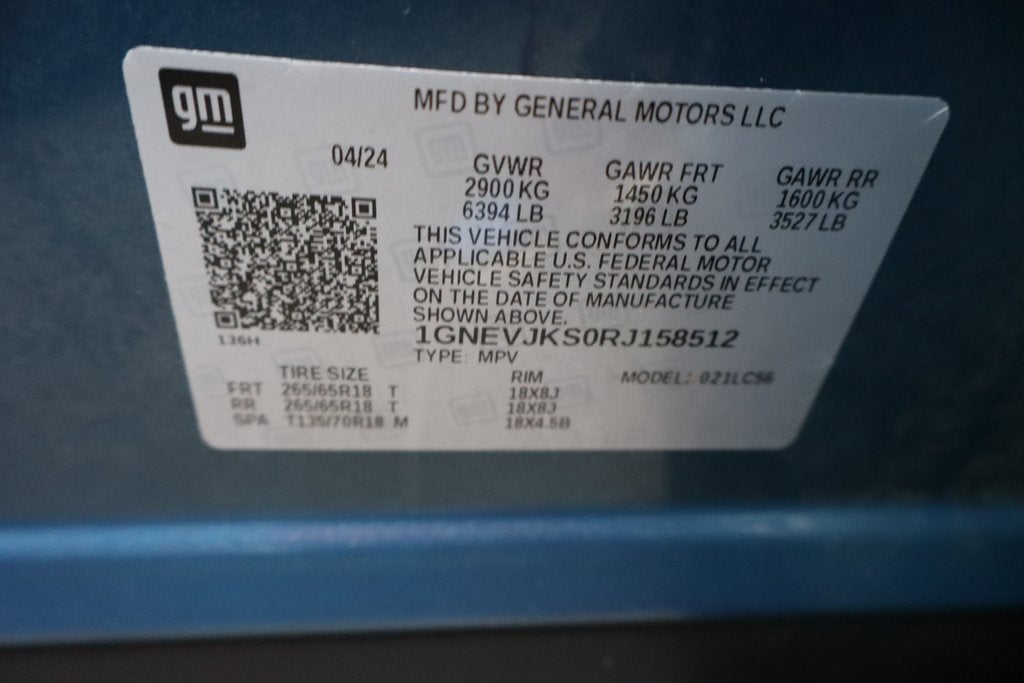 gm
MFD BY GENERAL MOTORS LLC
04/24
GVWR GAWR FRT GAWR RR
2900 KG 1450 KG 1600 KG
6394 LB 3196 LB 3527 LB
THIS VEHICLE CONFORMS TO ALL
APPLICABLE U.S. FEDERAL MOTOR
VEHICLE SAFETY STANDARDS IN EFFECT
ON THE DATE OF MANUFACTURE
SHOWN ABOVE.
1GNEVJKS0RJ158512
136H
TYPE: MPV
TIRE SIZE RIM MODEL:
FRT 265/65R18 T 18X8J
RR 265/65R18 T 18X8J
SPA T135/70R18 M 18X4.5B